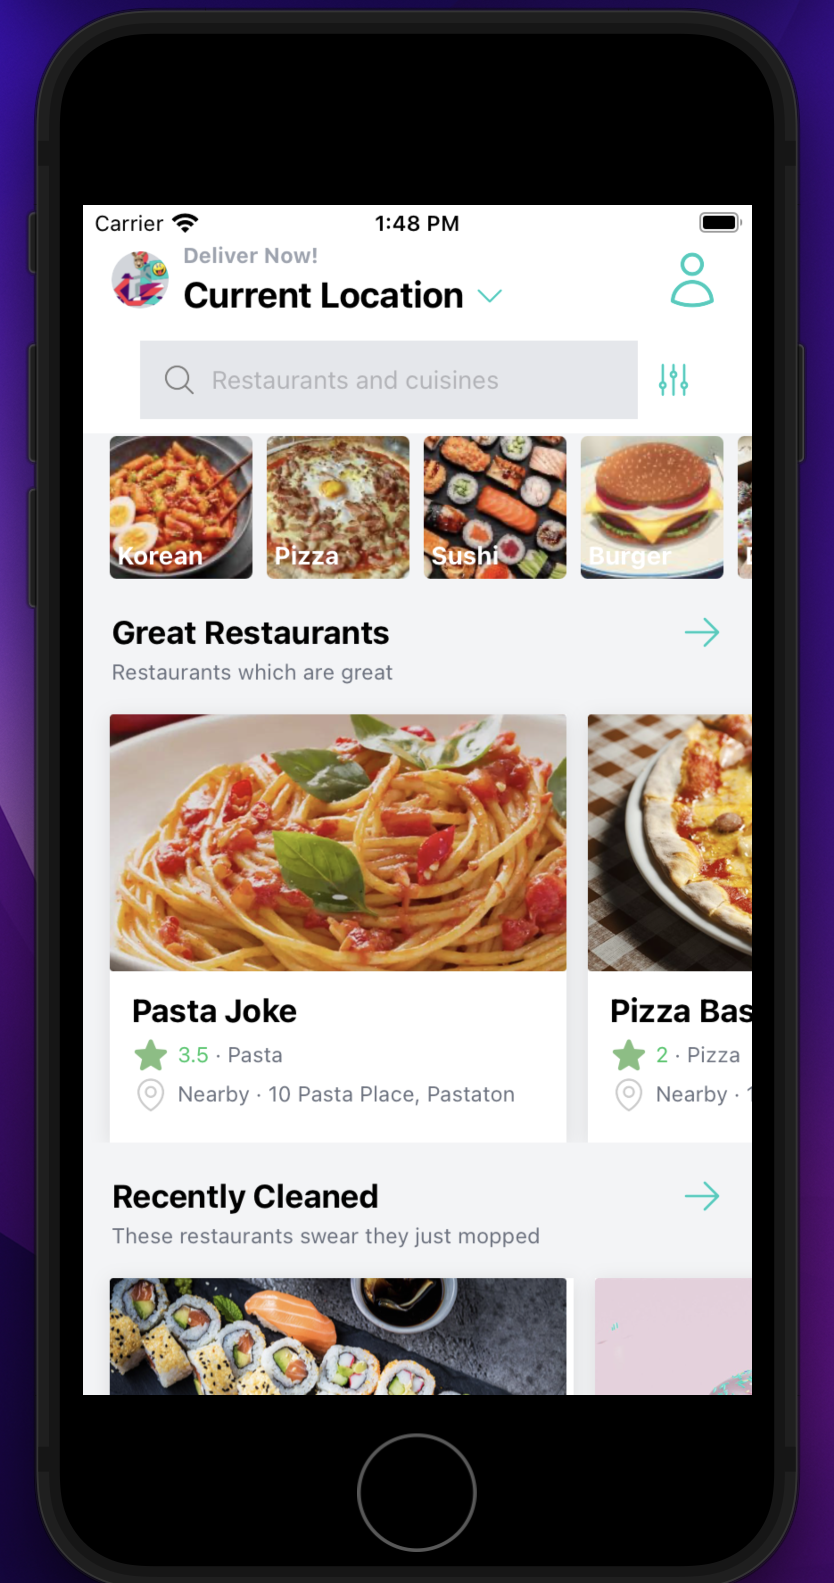 Carrier
1:48 PM
Deliver Now!
Current Location
Restaurants and cuisines
Korean
Pizza
Sushi
Burger
Great Restaurants
Restaurants which are great
Pasta Joke
3.5 · Pasta
Nearby · 10 Pasta Place, Pastaton
Pizza Bas
2 · Pizza
Nearby · 1
Recently Cleaned
These restaurants swear they just mopped